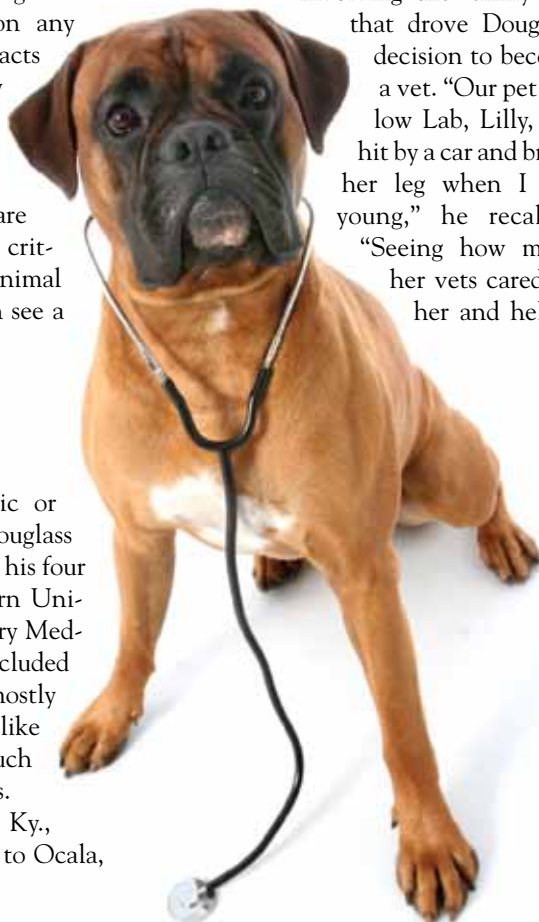 on any
acts
are
crit-
nimal
n see a
ic or
ouglass
his four
rn Uni-
ry Med-
cluded
mostly
like
uch
s.
Ky.,
to Ocala,
that drove Doug
decision to beco
a vet. “Our pet
low Lab, Lilly,
hit by a car and br
her leg when I
young,” he recal
“Seeing how m
her vets cared
her and hel